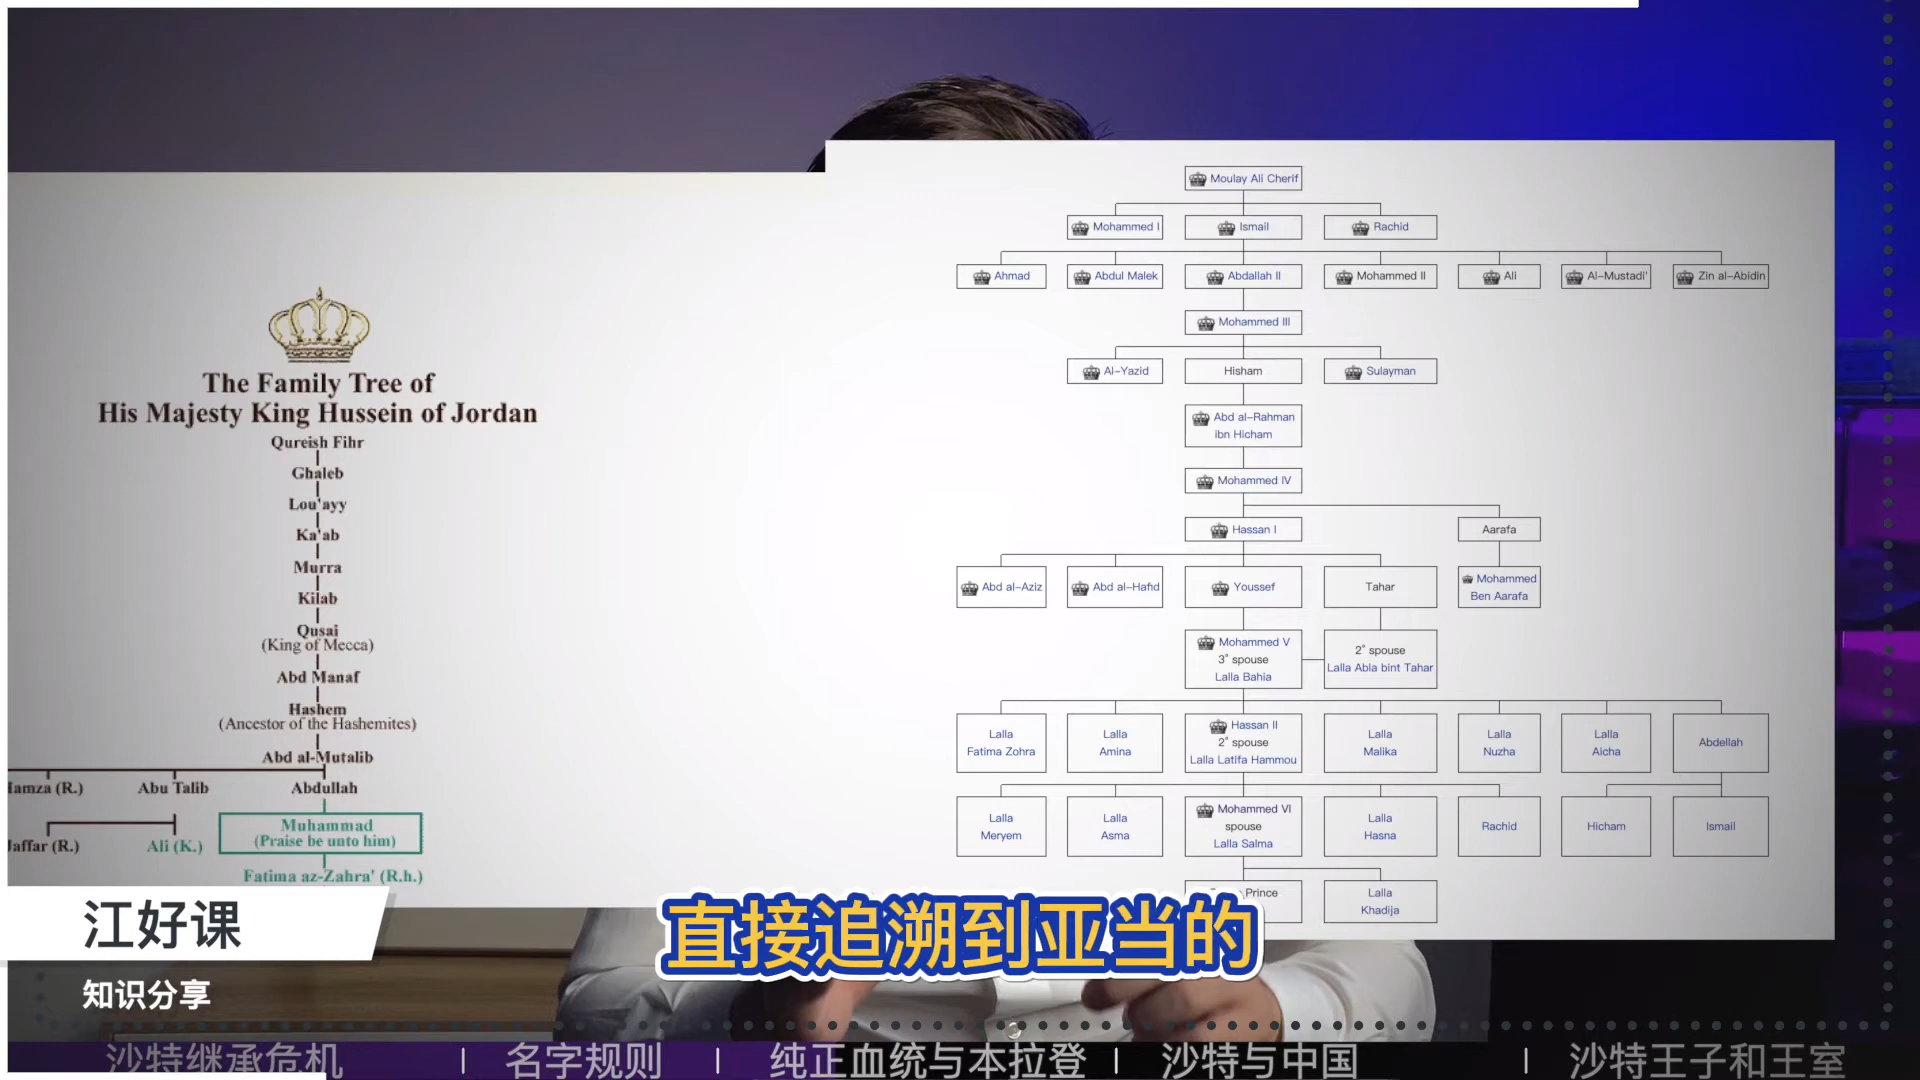 The Family Tree of
His Majesty King Hussein of Jordan
Qureish Fihr
Ghaleb
Lou'ayy
Ka'ab
Murra
Kilab
Qusai
(King of Mecca)
Abd Manaf
Hashem
(Ancestor of the Hashemites)
Abd al-Mutalib
Hamza (R.) Abu Talib Abdullah
Muhammad
(Praise be unto him)
Jaffar (R.) Ali (K.)
Fatima az-Zahra' (R.h.)
Moulay Ali Cherif
Mohammed I Ismail Rachid
Ahmad Abdul Malek Abdallah II Mohammed II Ali Al-Mustadi' Zin al-Abidin
Mohammed III
Al-Yazid Hisham Sulayman
Abd al-Rahman
ibn Hicham
Mohammed IV
Hassan I Aarafa
Abd al-Aziz Abd al-Hafid Youssef Tahar Mohammed
Ben Aarafa
Mohammed V
3° spouse
Lalla Bahia
2° spouse
Lalla Abla bint Tahar
Lalla
Fatima Zohra
Lalla
Amina
Hassan II
2° spouse
Lalla Latifa Hammou
Lalla
Malika
Lalla
Nuzha
Lalla
Aicha
Abdellah
Lalla
Meryem
Lalla
Asma
Mohammed VI
spouse
Lalla Salma
Lalla
Hasna
Rachid
Hicham
Ismail
Prince
Lalla
Khadija
直接追溯到亚当的
江好课
知识分享
沙特继承危机 | 名字规则 | 纯正血统与本拉登 | 沙特与中国 | 沙特王子和王室